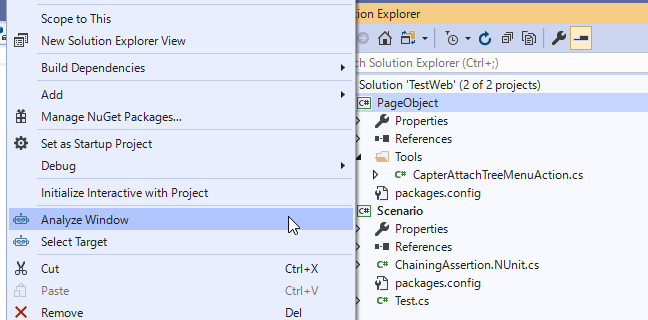 Scope to This
New Solution Explorer View
Build Dependencies
Add
Manage NuGet Packages...
Set as Startup Project
Debug
Initialize Interactive with Project
Analyze Window
Select Target
Cut Ctrl+X
Paste Ctrl+V
Remove Del
ion Explorer
ch Solution Explorer (Ctrl+;)
Solution 'TestWeb' (2 of 2 projects)
C# PageObject
Properties
References
Tools
C# CapterAttachTreeMenuAction.cs
packages.config
C# Scenario
Properties
References
C# ChainingAssertion.NUnit.cs
packages.config
C# Test.cs